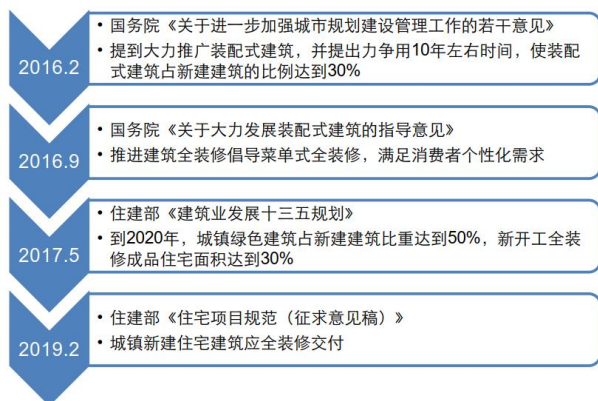 2016.2
• 国务院《关于进一步加强城市规划建设管理工作的若干意见》
• 提到大力推广装配式建筑，并提出力争用10年左右时间，使装配
式建筑占新建建筑的比例达到30%
2016.9
• 国务院《关于大力发展装配式建筑的指导意见》
• 推进建筑全装修倡导菜单式全装修，满足消费者个性化需求
2017.5
• 住建部《建筑业发展十三五规划》
• 到2020年，城镇绿色建筑占新建建筑比重达到50%，新开工全装
修成品住宅面积达到30%
2019.2
• 住建部《住宅项目规范（征求意见稿）》
• 城镇新建住宅建筑应全装修交付